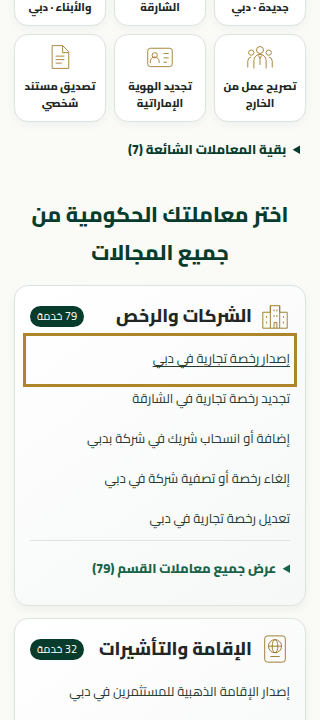 جديدة · دبي
الشارقة
والأبناء · دبي
تصريح عمل من
الخارج
تجديد الهوية
الإماراتية
تصديق مستند
شخصي
بقية المعاملات الشائعة (7)
اختر معاملتك الحكومية من
جميع المجالات
الشركات والرخص
79 خدمة
إصدار رخصة تجارية في دبي
تجديد رخصة تجارية في الشارقة
إضافة أو انسحاب شريك في شركة بدبي
إلغاء رخصة أو تصفية شركة في دبي
تعديل رخصة تجارية في دبي
عرض جميع معاملات القسم (79)
الإقامة والتأشيرات
32 خدمة
إصدار الإقامة الذهبية للمستثمرين في دبي